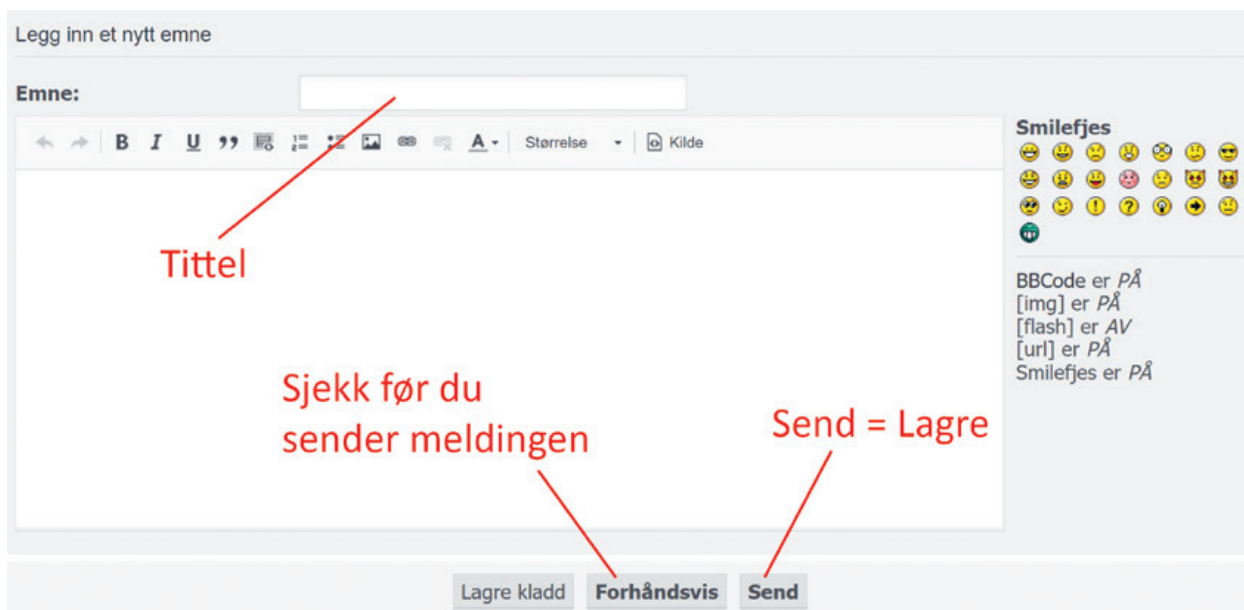 Legg inn et nytt emne
Emne:
B I U Størrelse Kilde
Smilefjes
Tittel
BBCode er PÅ
[img] er PÅ
[flash] er AV
[url] er PÅ
Smilefjes er PÅ
Sjekk før du
sender meldingen
Send = Lagre
Lagre kladd Forhåndsvis Send